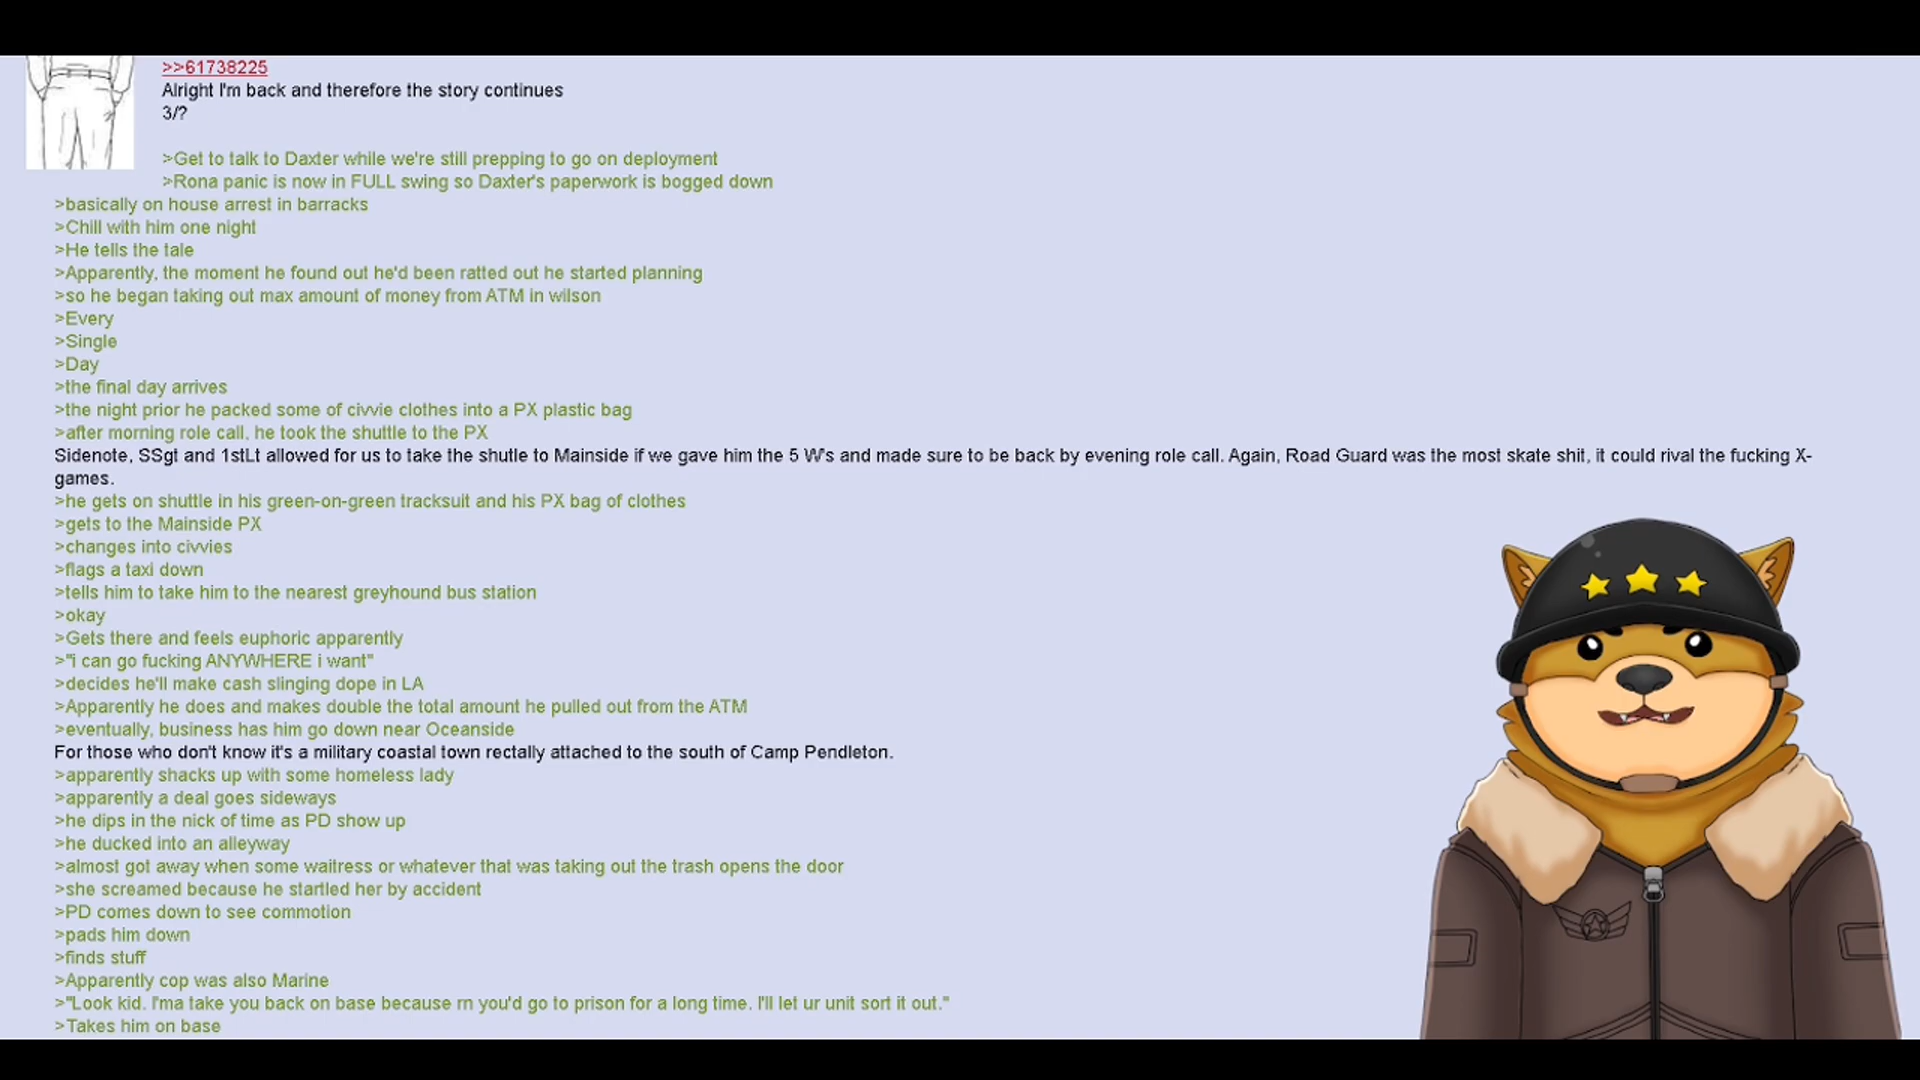 >>61738225
Alright I'm back and therefore the story continues
3/?
>Get to talk to Daxter while we're still prepping to go on deployment
>Rona panic is now in FULL swing so Daxter's paperwork is bogged down
>basically on house arrest in barracks
>Chill with him one night
>He tells the tale
>Apparently, the moment he found out he'd been ratted out he started planning
>so he began taking out max amount of money from ATM in wilson
>Every
>Single
>Day
>the final day arrives
>the night prior he packed some of civvie clothes into a PX plastic bag
>after morning role call, he took the shuttle to the PX
Sidenote, SSgt and 1stLt allowed for us to take the shutle to Mainside if we gave him the 5 W's and made sure to be back by evening role call. Again, Road Guard was the most skate shit, it could rival the fucking X-
games.
>he gets on shuttle in his green-on-green tracksuit and his PX bag of clothes
>gets to the Mainside PX
>changes into civvies
>flags a taxi down
>tells him to take him to the nearest greyhound bus station
>okay
>Gets there and feels euphoric apparently
>"i can go fucking ANYWHERE i want"
>decides he'll make cash slinging dope in LA
>Apparently he does and makes double the total amount he pulled out from the ATM
>eventually, business has him go down near Oceanside
For those who don't know it's a military coastal town rectally attached to the south of Camp Pendleton.
>apparently shacks up with some homeless lady
>apparently a deal goes sideways
>he dips in the nick of time as PD show up
>he ducked into an alleyway
>almost got away when some waitress or whatever that was taking out the trash opens the door
>she screamed because he startled her by accident
>PD comes down to see commotion
>pads him down
>finds stuff
>Apparently cop was also Marine
>"Look kid. I'ma take you back on base because rn you'd go to prison for a long time. I'll let ur unit sort it out."
>Takes him on base